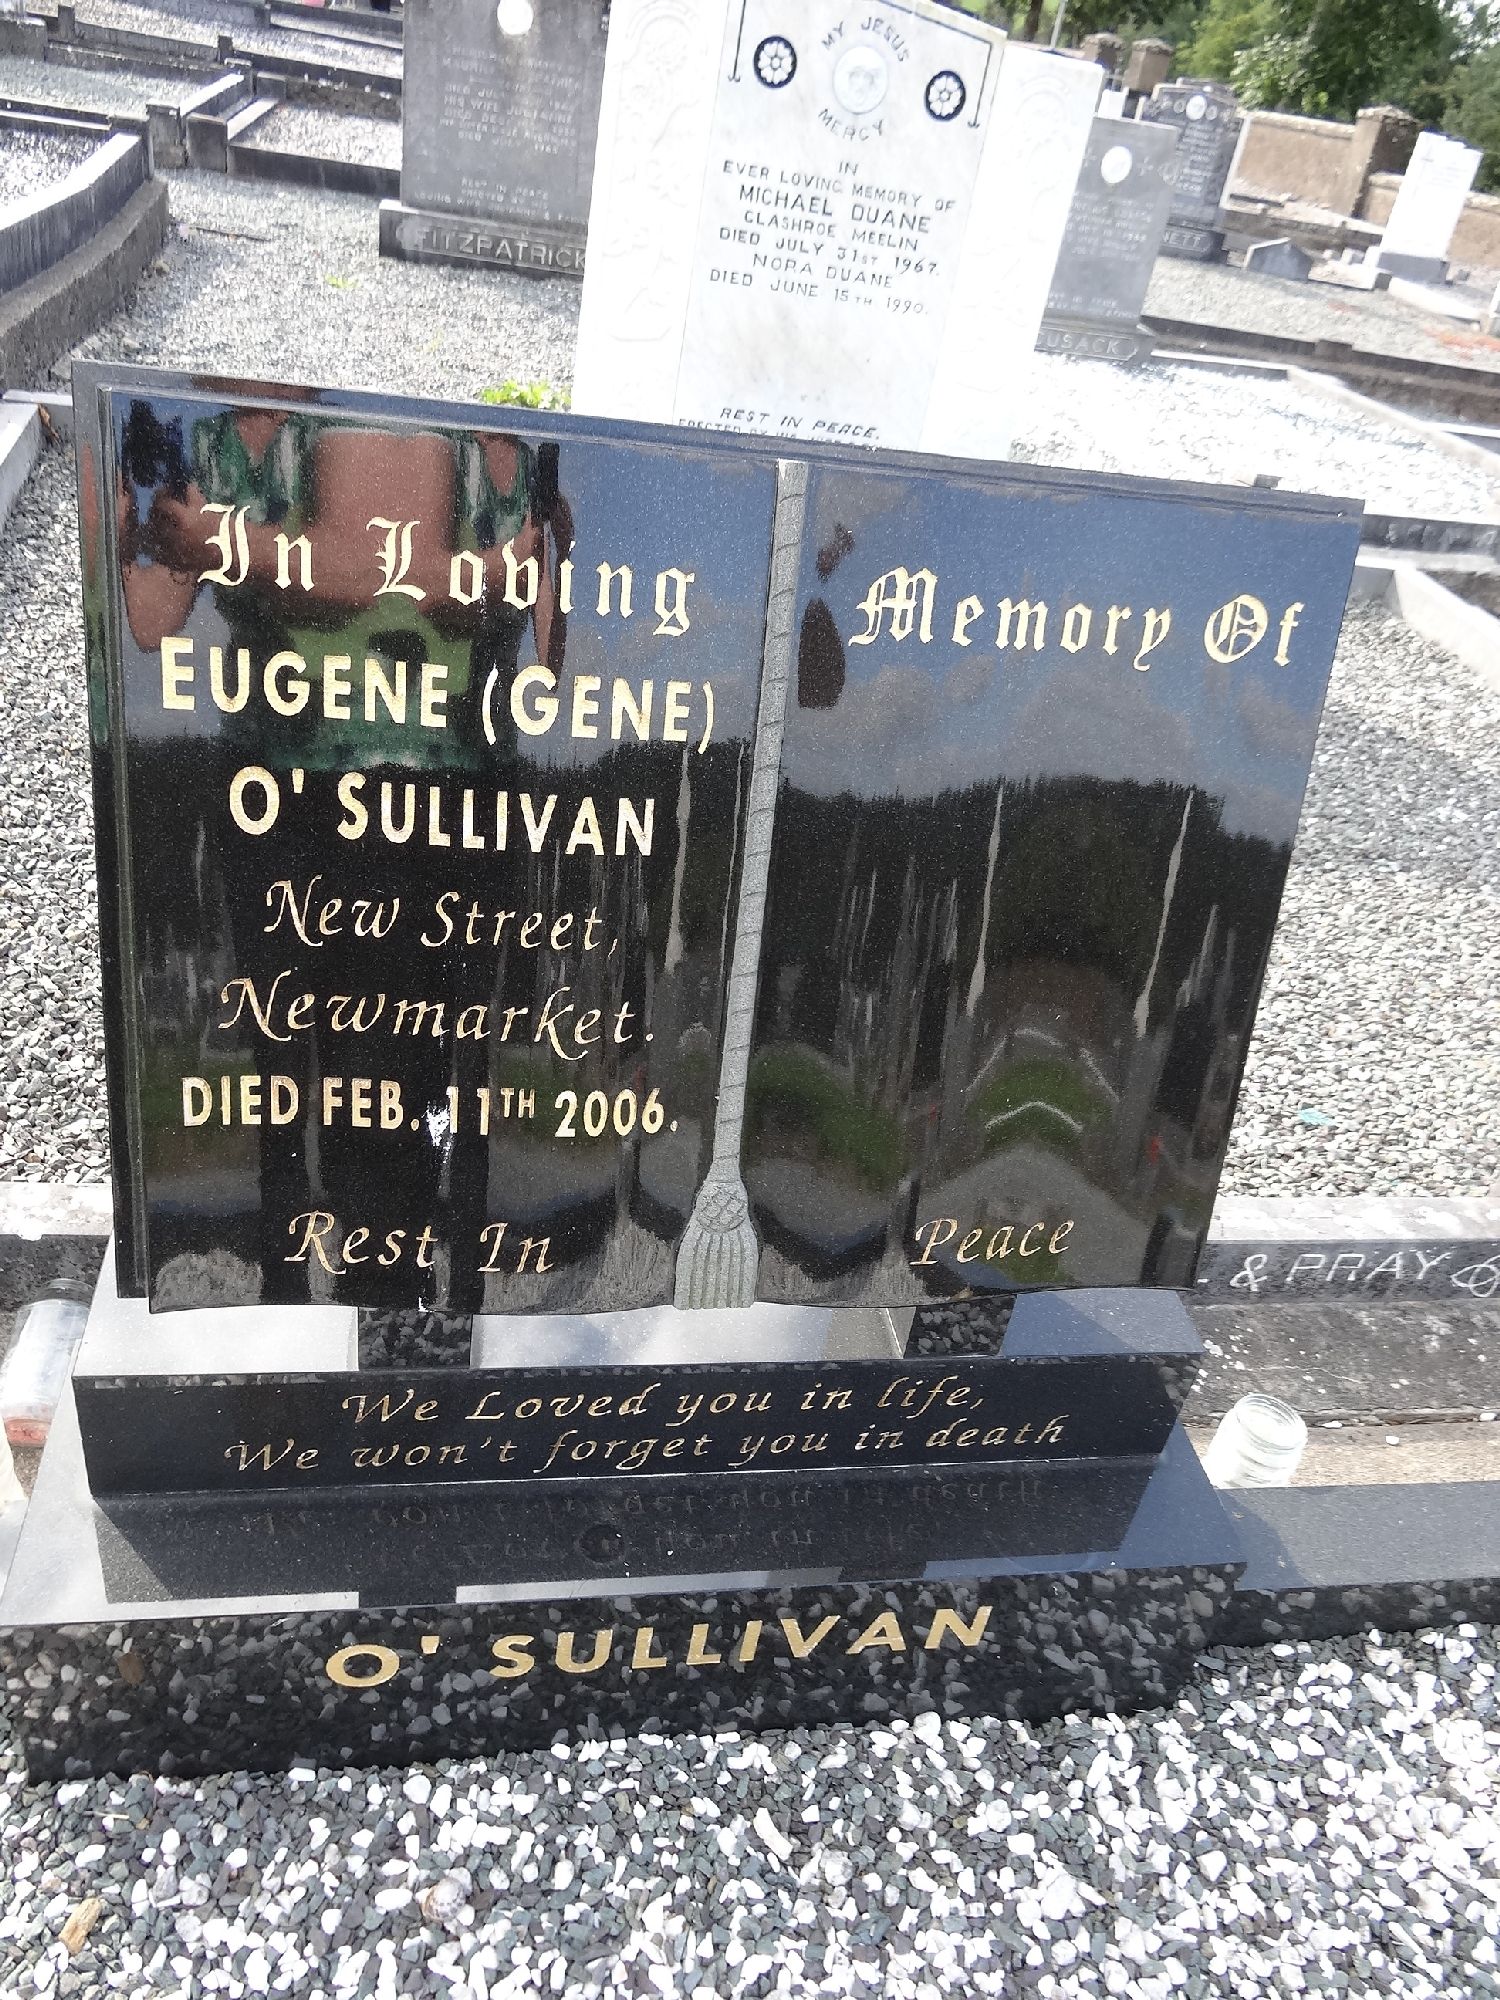 MY JESUS
MERCY
IN
EVER LOVING MEMORY OF
MICHAEL DUANE
GLASHROE MEELIN
DIED JULY 31ST 1967.
NORA DUANE
DIED JUNE 15TH 1990.
REST IN PEACE.
FITZPATRICK
CUSACK
In Loving Memory Of
EUGENE (GENE)
O' SULLIVAN
New Street,
Newmarket.
DIED FEB. 11TH 2006.
Rest In Peace
& PRAY
We Loved you in life,
We won't forget you in death
O' SULLIVAN